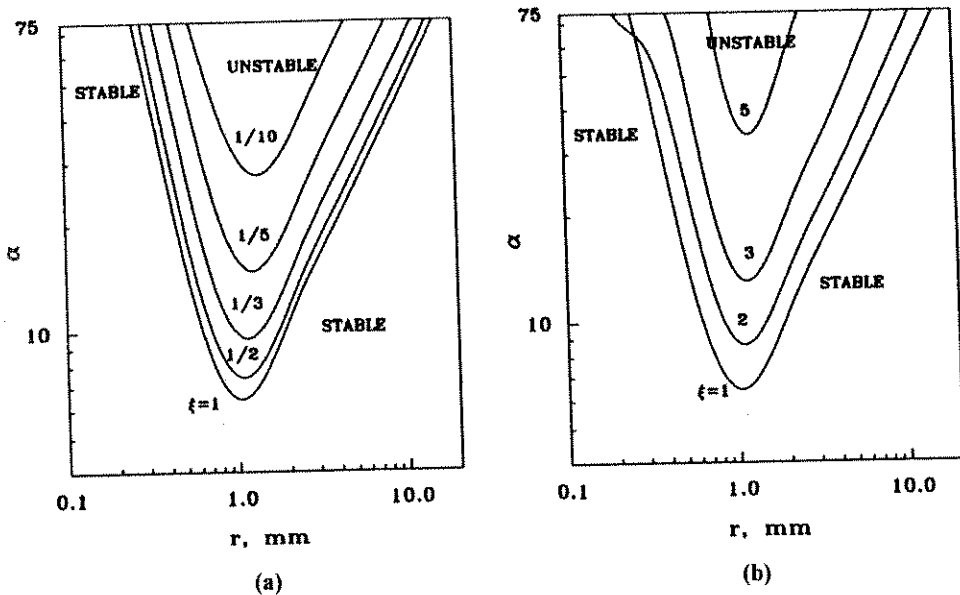 75
STABLE
UNSTABLE
1/10
1/5
1/3
1/2
ξ=1
STABLE
α
10
0.1
1.0
10.0
r, mm
(a)
75
UNSTABLE
5
STABLE
3
2
ξ=1
STABLE
α
10
0.1
1.0
10.0
r, mm
(b)